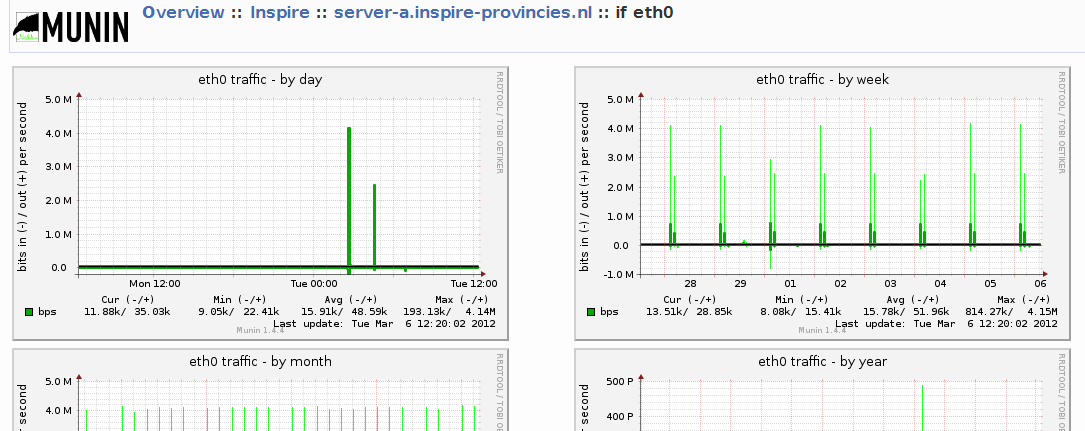 MUNIN
Overview :: Inspire :: server-a.inspire-provincies.nl :: if eth0
eth0 traffic - by day
RRDTOOL / TOBI OETIKER
bits in (-) / out (+) per second
5.0 M
4.0 M
3.0 M
2.0 M
1.0 M
0.0
Mon 12:00 Tue 00:00 Tue 12:00
Cur (-/+) Min (-/+) Avg (-/+) Max (-/+)
bps 11.88k/ 35.03k 9.05k/ 22.41k 15.91k/ 48.59k 193.13k/ 4.14M
Last update: Tue Mar 6 12:20:02 2012
Munin 1.4.4
eth0 traffic - by week
RRDTOOL / TOBI OETIKER
bits in (-) / out (+) per second
5.0 M
4.0 M
3.0 M
2.0 M
1.0 M
0.0
-1.0 M
28 29 01 02 03 04 05 06
Cur (-/+) Min (-/+) Avg (-/+) Max (-/+)
bps 13.51k/ 28.85k 8.08k/ 15.41k 15.78k/ 51.96k 814.27k/ 4.15M
Last update: Tue Mar 6 12:20:02 2012
Munin 1.4.4
eth0 traffic - by month
RRDTOOL / TOBI OE
second
5.0 M
4.0 M
eth0 traffic - by year
RRDTOOL / TOBI OE
second
500 P
400 P